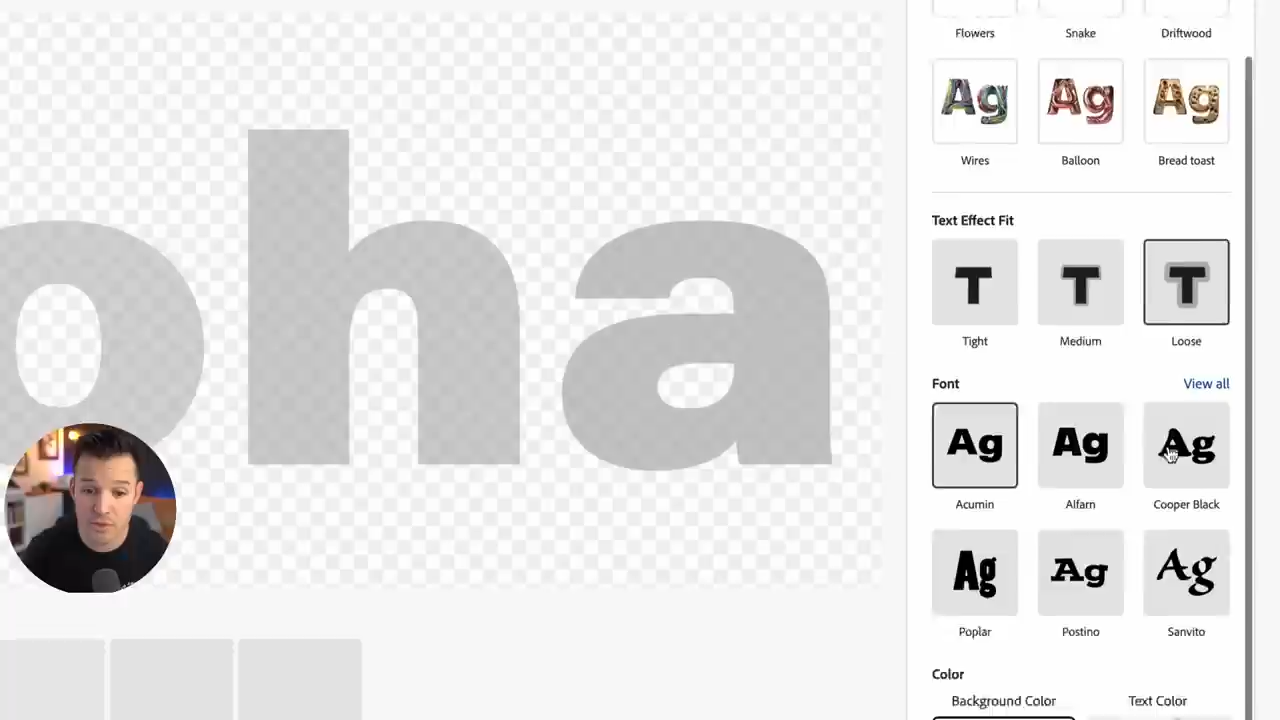 oha
Flowers Snake Driftwood
Ag Ag Ag
Wires Balloon Bread toast
Text Effect Fit
T T T
Tight Medium Loose
Font View all
Ag Ag Ag
Acumin Alfarn Cooper Black
Ag Ag Ag
Poplar Postino Sanvito
Color
Background Color Text Color